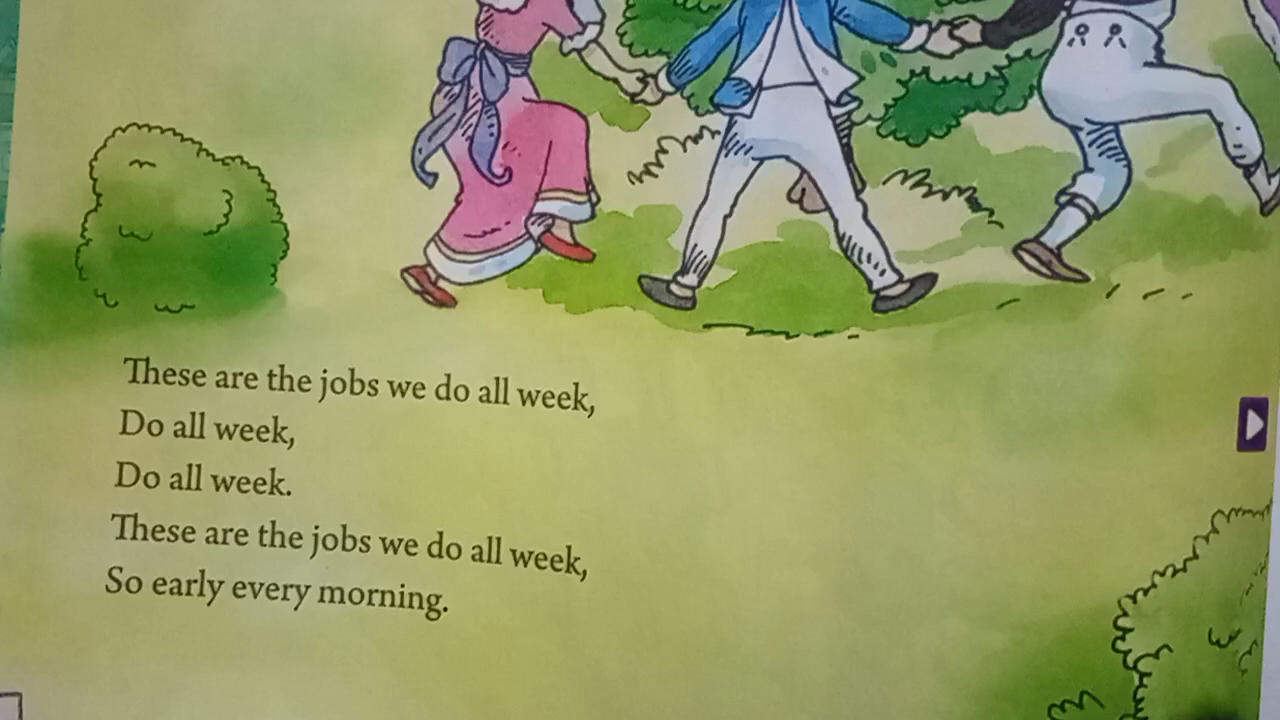 These are the jobs we do all week,
Do all week,
Do all week.
These are the jobs we do all week,
So early every morning.